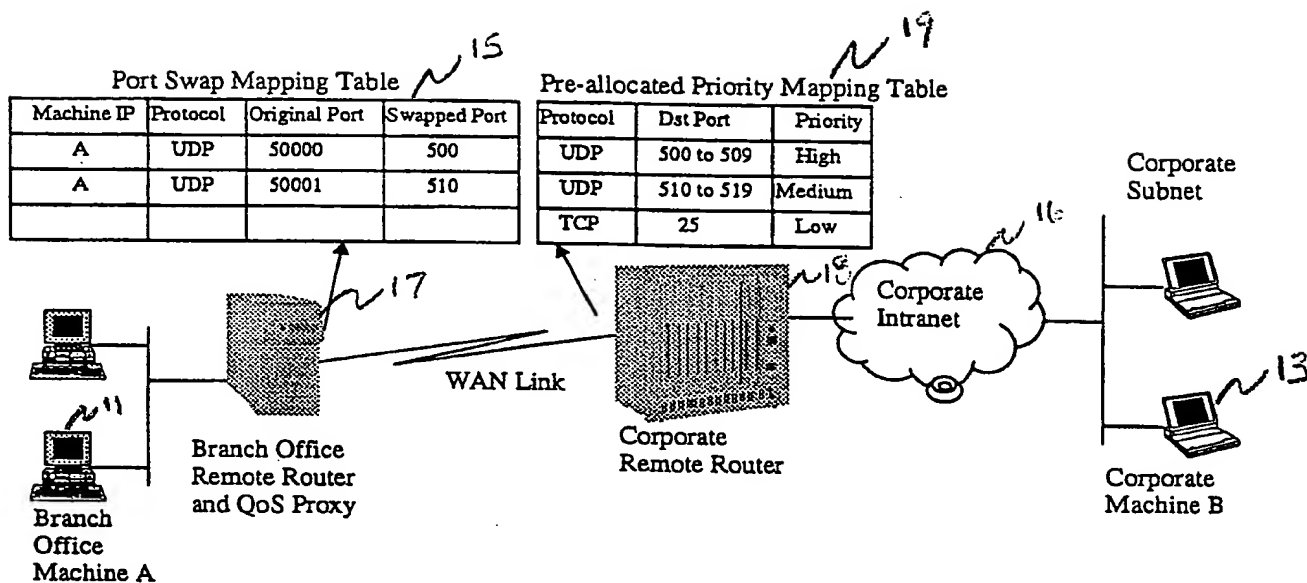 15
19
Port Swap Mapping Table
Pre-allocated Priority Mapping Table
Machine IP Protocol Original Port Swapped Port
A UDP 50000 500
A UDP 50001 510
Protocol Dst Port Priority
UDP 500 to 509 High
UDP 510 to 519 Medium
TCP 25 Low
Corporate
Subnet
16
18
17
Corporate
Intranet
WAN Link
13
11
Branch Office
Remote Router
and QoS Proxy
Corporate
Remote Router
Corporate
Machine B
Branch
Office
Machine A